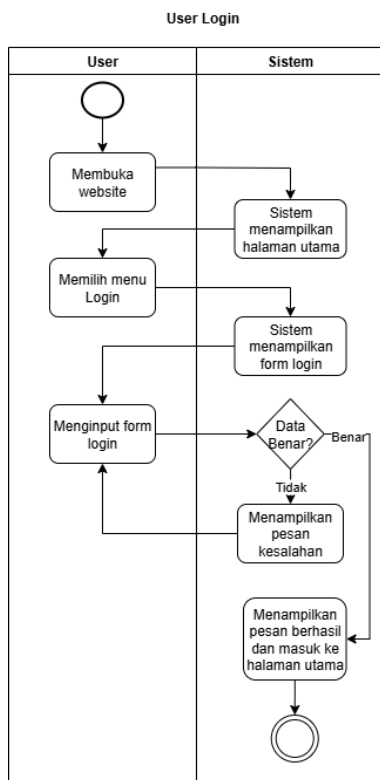 User Login
User
Sistem
Membuka
website
Sistem
menampilkan
halaman utama
Memilih menu
Login
Sistem
menampilkan
form login
Menginput form
login
Data
Benar?
Benar
Tidak
Menampilkan
pesan
kesalahan
Menampilkan
pesan berhasil
dan masuk ke
halaman utama